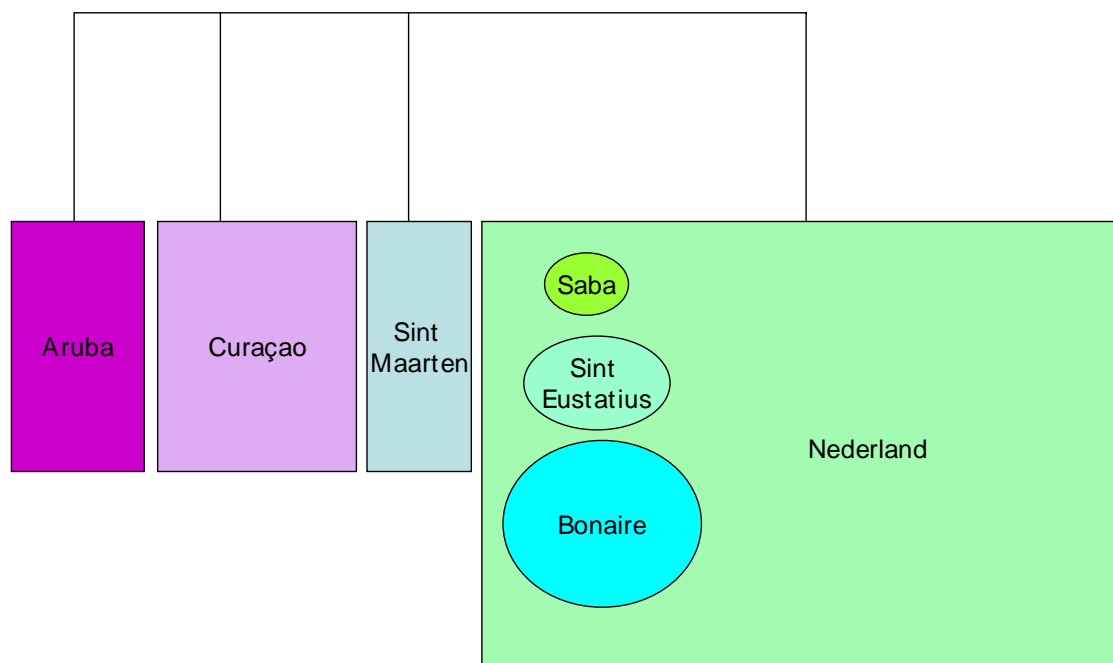 Saba
Aruba
Curaçao
Sint
Maarten
Sint
Eustatius
Nederland
Bonaire